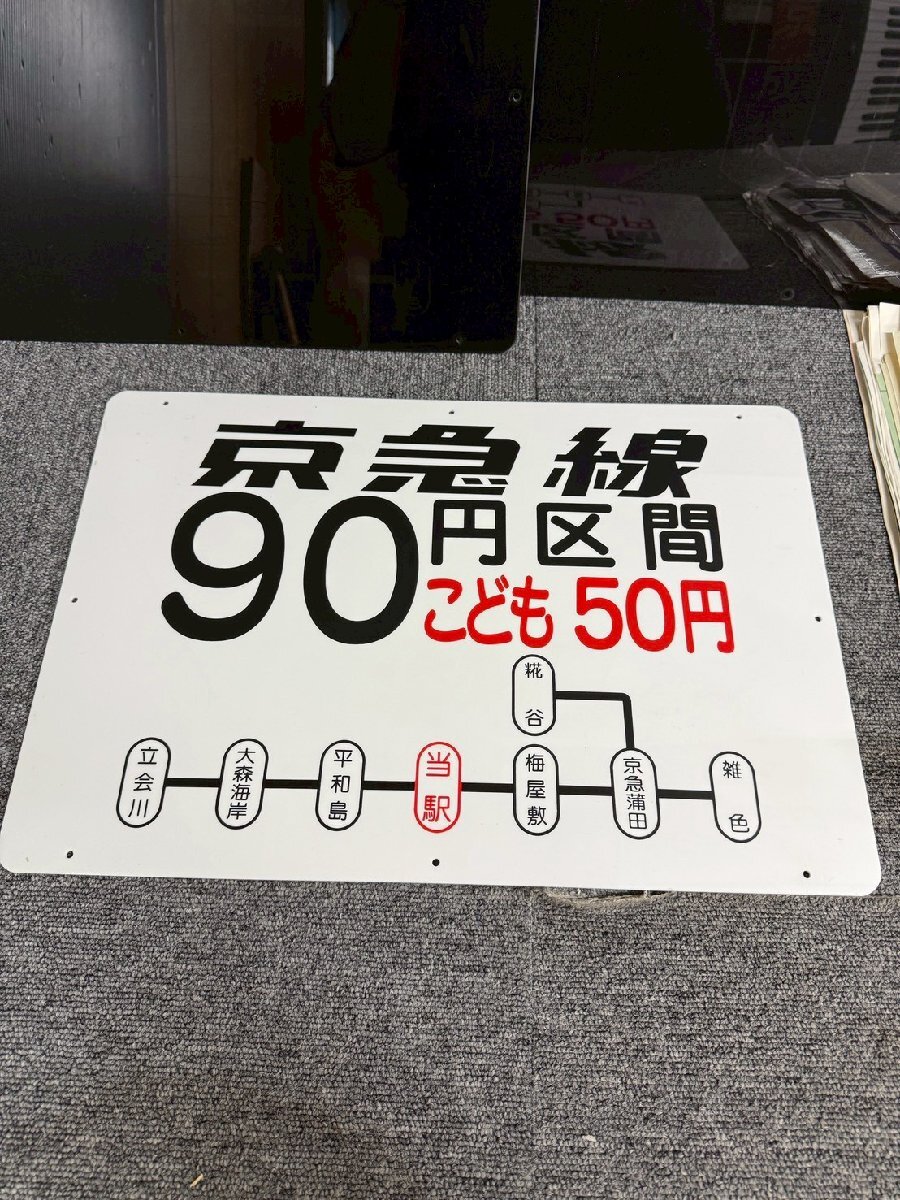 京急線
90円区間
こども50円
糀谷
立会川
大森海岸
平和島
当駅
梅屋敷
京急蒲田
雑色